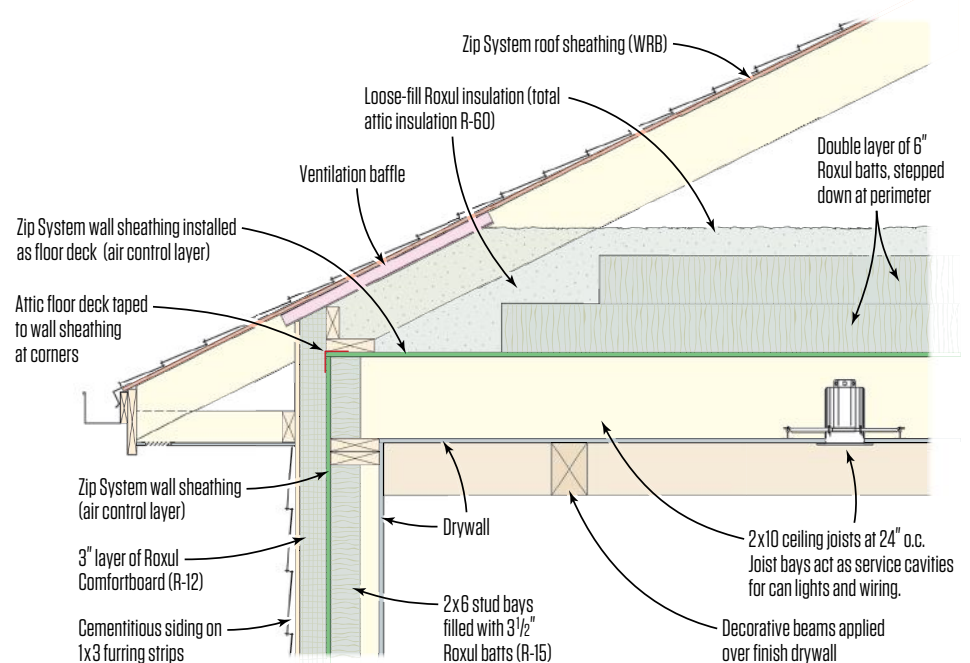 Zip System roof sheathing (WRB)
Loose-fill Roxul insulation (total
attic insulation R-60)
Double layer of 6"
Roxul batts, stepped
down at perimeter
Ventilation baffle
Zip System wall sheathing installed
as floor deck (air control layer)
Attic floor deck taped
to wall sheathing
at corners
Zip System wall sheathing
(air control layer)
Drywall
3" layer of Roxul
Comfortboard (R-12)
2x10 ceiling joists at 24" o.c.
Joist bays act as service cavities
for can lights and wiring.
Cementitious siding on
1x3 furring strips
2x6 stud bays
filled with 3 1/2"
Roxul batts (R-15)
Decorative beams applied
over finish drywall